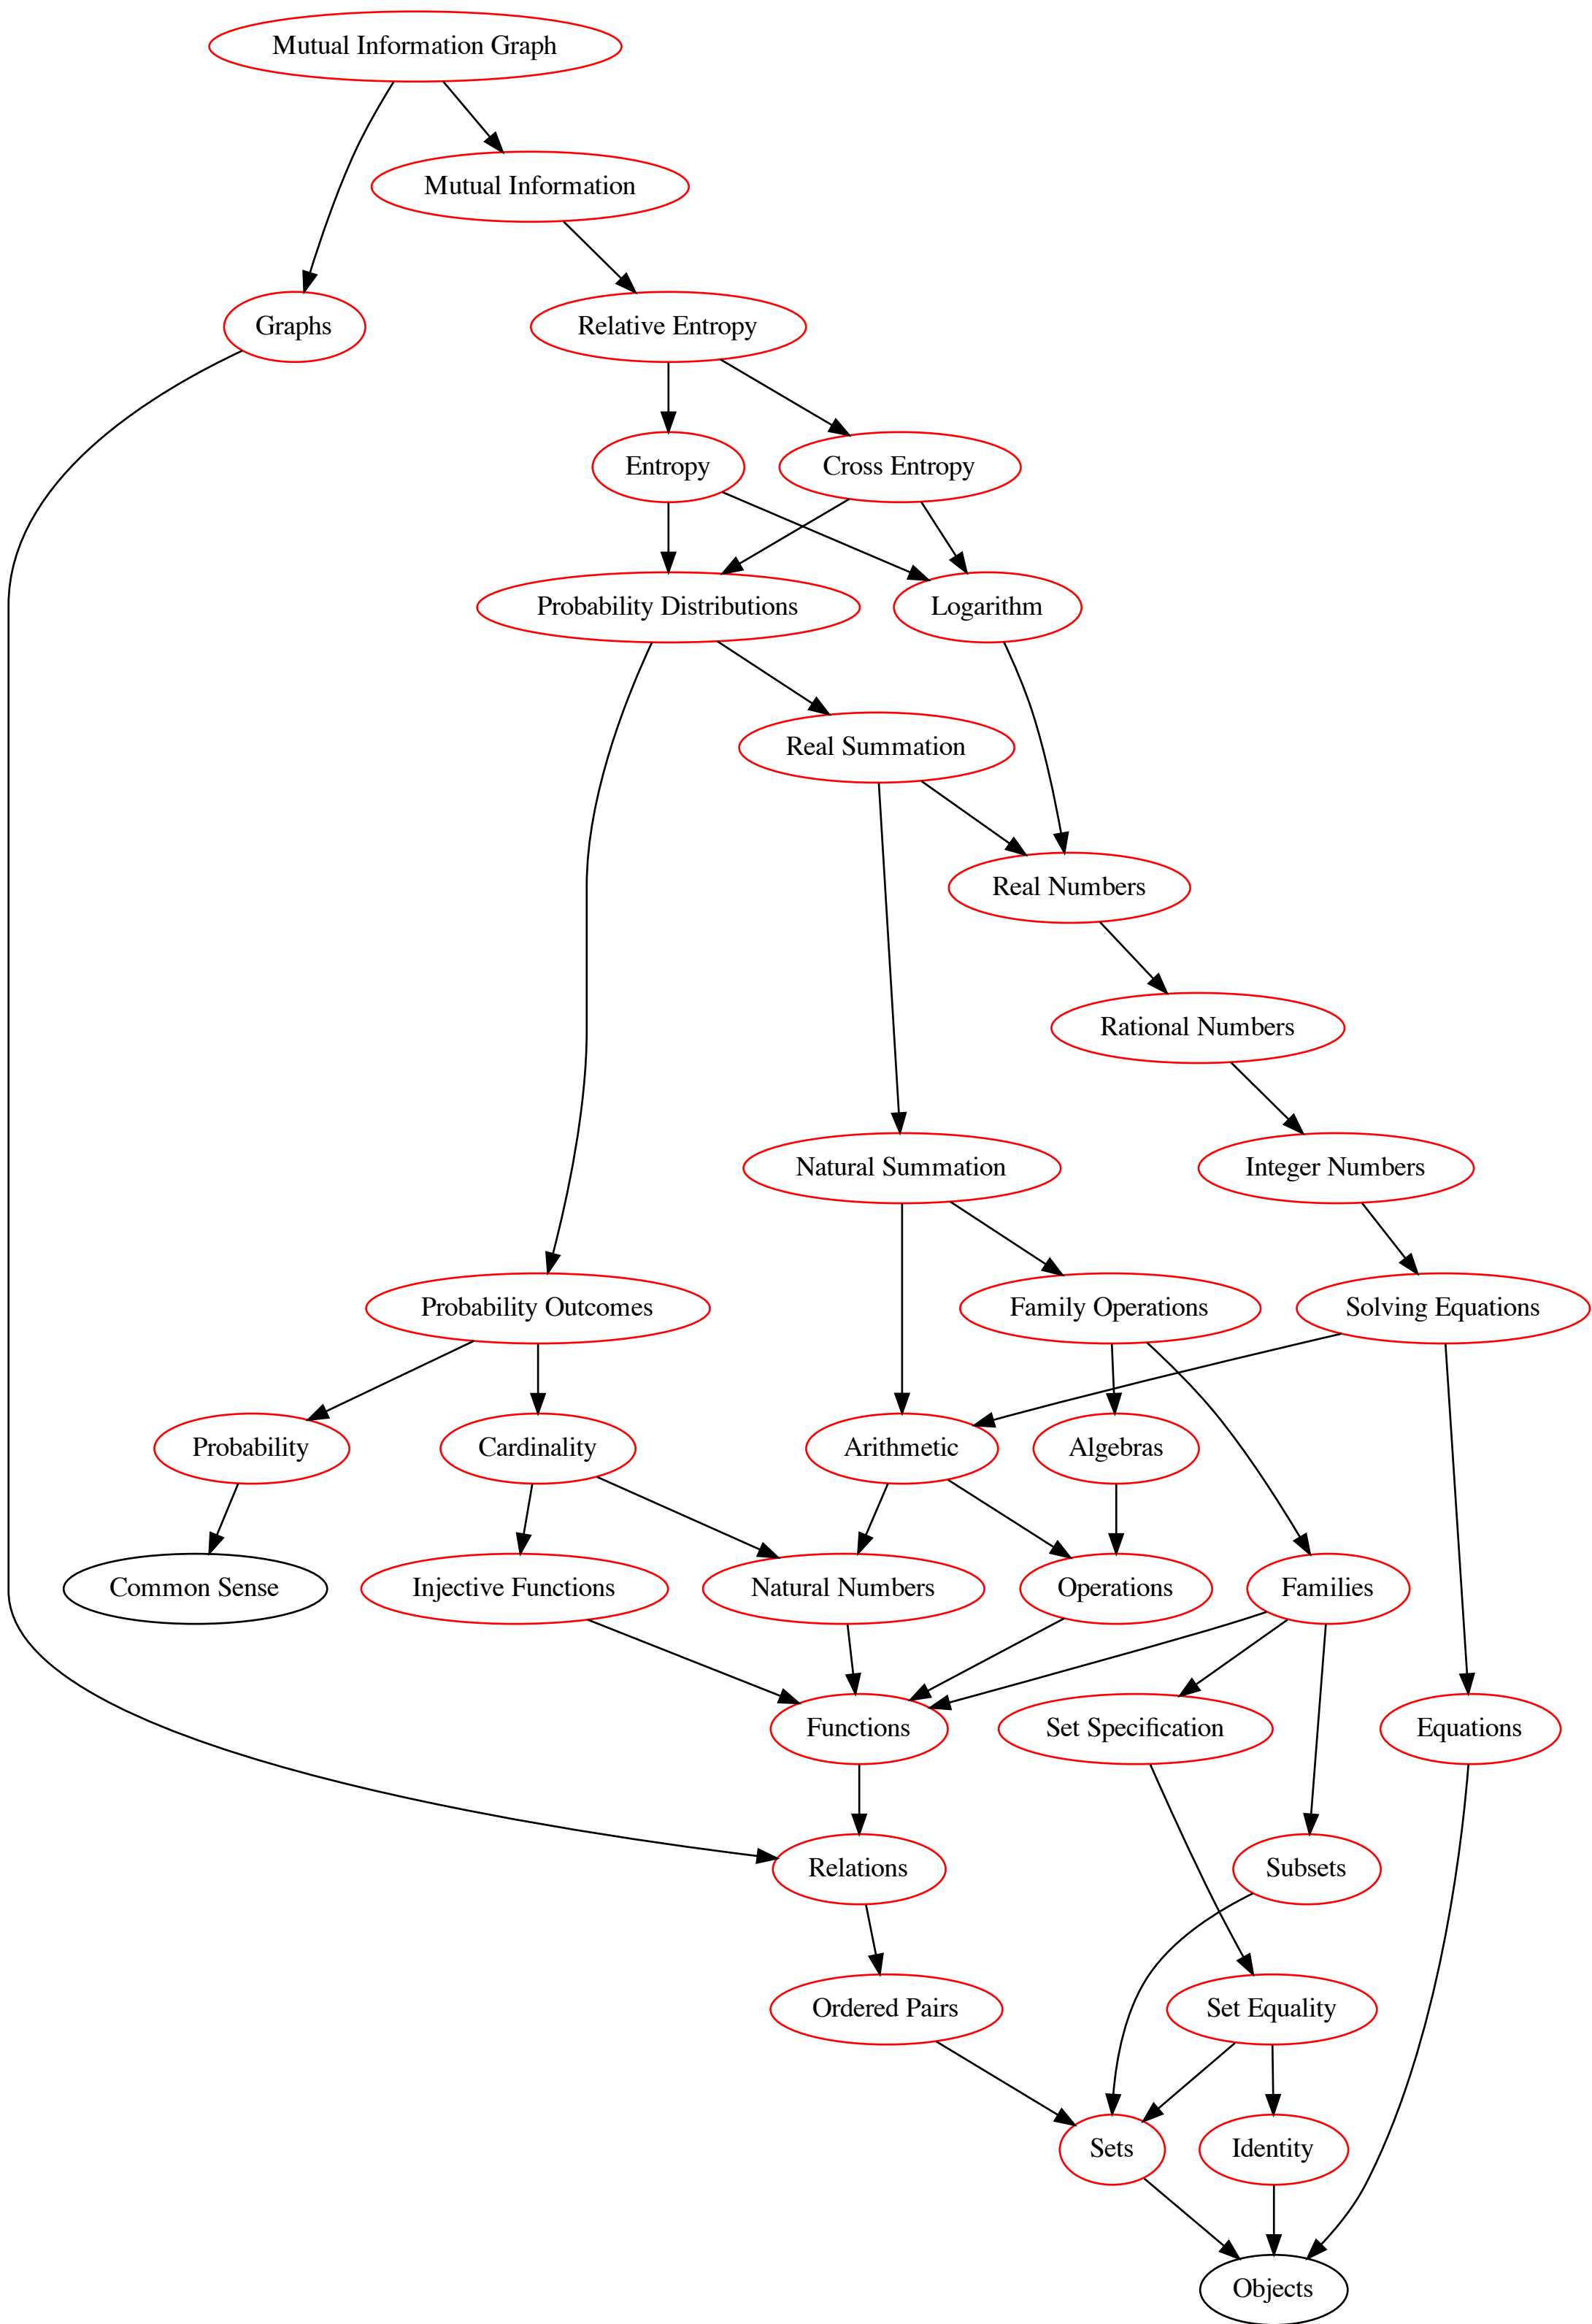 Mutual Information Graph
Mutual Information
Graphs
Relative Entropy
Entropy
Cross Entropy
Probability Distributions
Logarithm
Real Summation
Real Numbers
Rational Numbers
Natural Summation
Integer Numbers
Probability Outcomes
Family Operations
Solving Equations
Probability
Cardinality
Arithmetic
Algebras
Common Sense
Injective Functions
Natural Numbers
Operations
Families
Functions
Set Specification
Equations
Relations
Subsets
Ordered Pairs
Set Equality
Sets
Identity
Objects